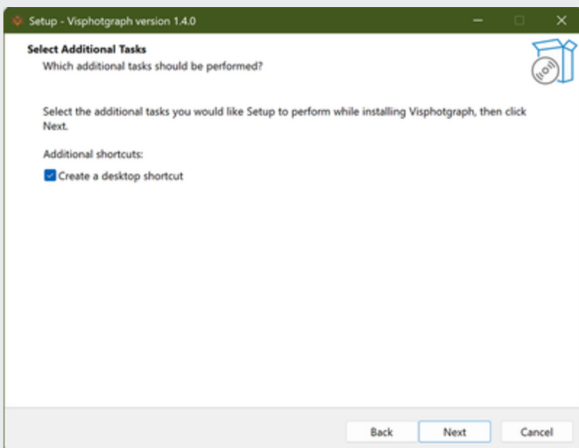 Setup - Visphotgraph version 1.4.0
Select Additional Tasks
Which additional tasks should be performed?
Select the additional tasks you would like Setup to perform while installing Visphotgraph, then click
Next.
Additional shortcuts:
Create a desktop shortcut
Back Next Cancel